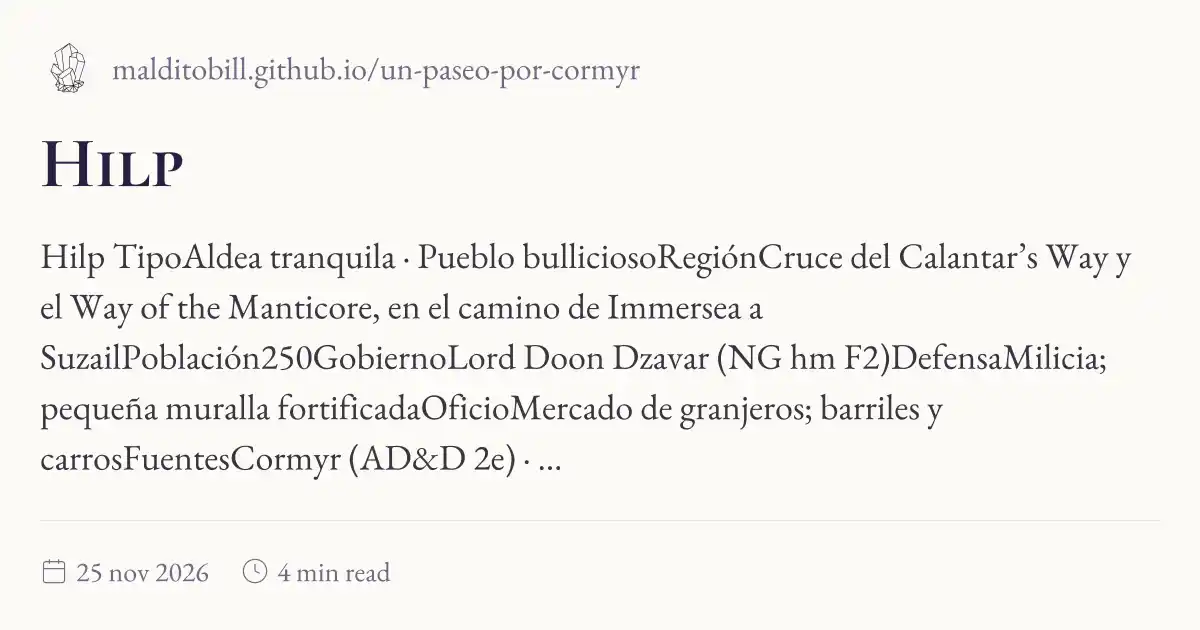 malditobill.github.io/un-paseo-por-cormyr
Hilp
Hilp TipoAldea tranquila · Pueblo bulliciosoRegiónCruce del Calantar’s Way y
el Way of the Manticore, en el camino de Immersea a
SuzailPoblación250GobiernoLord Doon Dzavar (NG hm F2)DefensaMilicia;
pequeña muralla fortificadaOficioMercado de granjeros; barriles y
carrosFuentesCormyr (AD&D 2e) · ...
25 nov 2026 4 min read